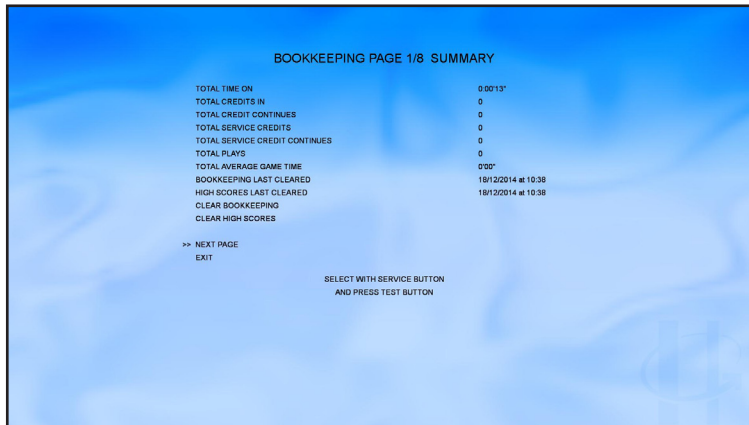 BOOKKEEPING PAGE 1/8 SUMMARY
TOTAL TIME ON 0:00'13"
TOTAL CREDITS IN 0
TOTAL CREDIT CONTINUES 0
TOTAL SERVICE CREDITS 0
TOTAL SERVICE CREDIT CONTINUES 0
TOTAL PLAYS 0
TOTAL AVERAGE GAME TIME 0'00"
BOOKKEEPING LAST CLEARED 18/12/2014 at 10:38
HIGH SCORES LAST CLEARED 18/12/2014 at 10:38
CLEAR BOOKKEEPING
CLEAR HIGH SCORES
>> NEXT PAGE
EXIT
SELECT WITH SERVICE BUTTON
AND PRESS TEST BUTTON